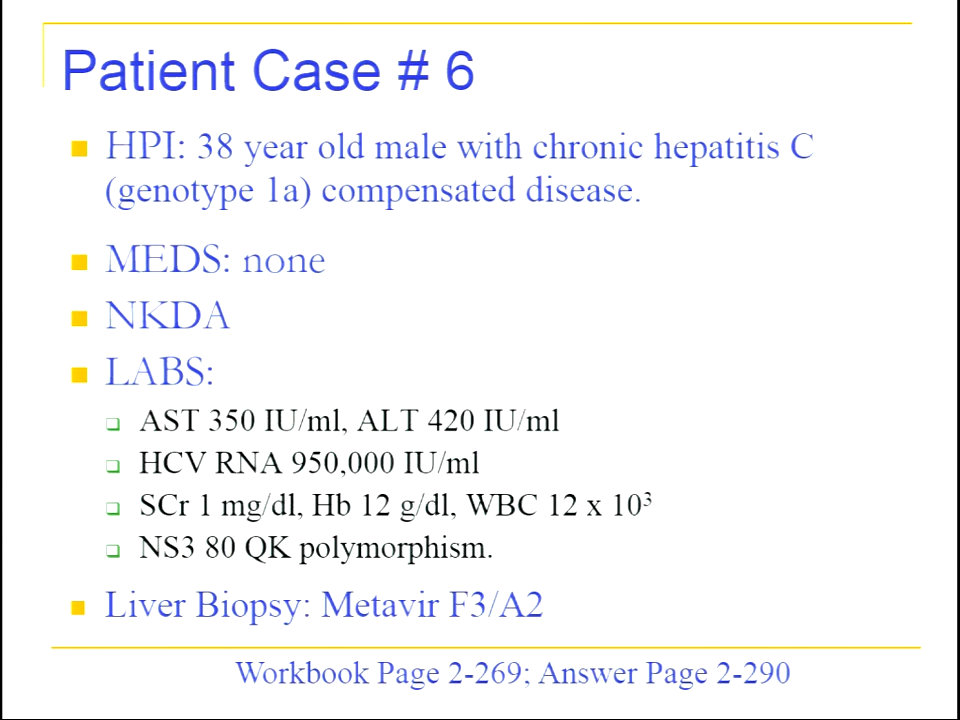 Patient Case # 6
HPI: 38 year old male with chronic hepatitis C
(genotype 1a) compensated disease.
MEDS: none
NKDA
LABS:
AST 350 IU/ml, ALT 420 IU/ml
HCV RNA 950,000 IU/ml
SCr 1 mg/dl, Hb 12 g/dl, WBC 12 x 10³
NS3 80 QK polymorphism.
Liver Biopsy: Metavir F3/A2
Workbook Page 2-269; Answer Page 2-290